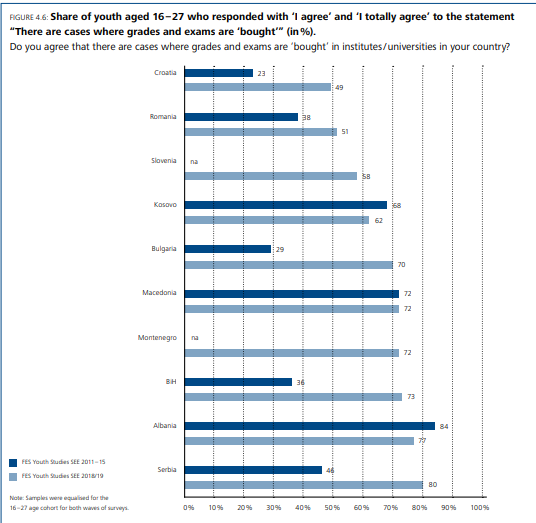 FIGURE 4.6: Share of youth aged 16–27 who responded with ‘I agree’ and ‘I totally agree’ to the statement
“There are cases where grades and exams are ‘bought’” (in %).
Do you agree that there are cases where grades and exams are ‘bought’ in institutes/universities in your country?
Croatia 23
49
Romania 38
51
Slovenia na
58
Kosovo 68
62
Bulgaria 29
70
Macedonia 72
72
Montenegro na
72
BiH 36
73
Albania 84
77
Serbia 46
80
FES Youth Studies SEE 2011–15
FES Youth Studies SEE 2018/19
Note: Samples were equalised for the
16–27 age cohort for both waves of surveys.
0% 10% 20% 30% 40% 50% 60% 70% 80% 90% 100%